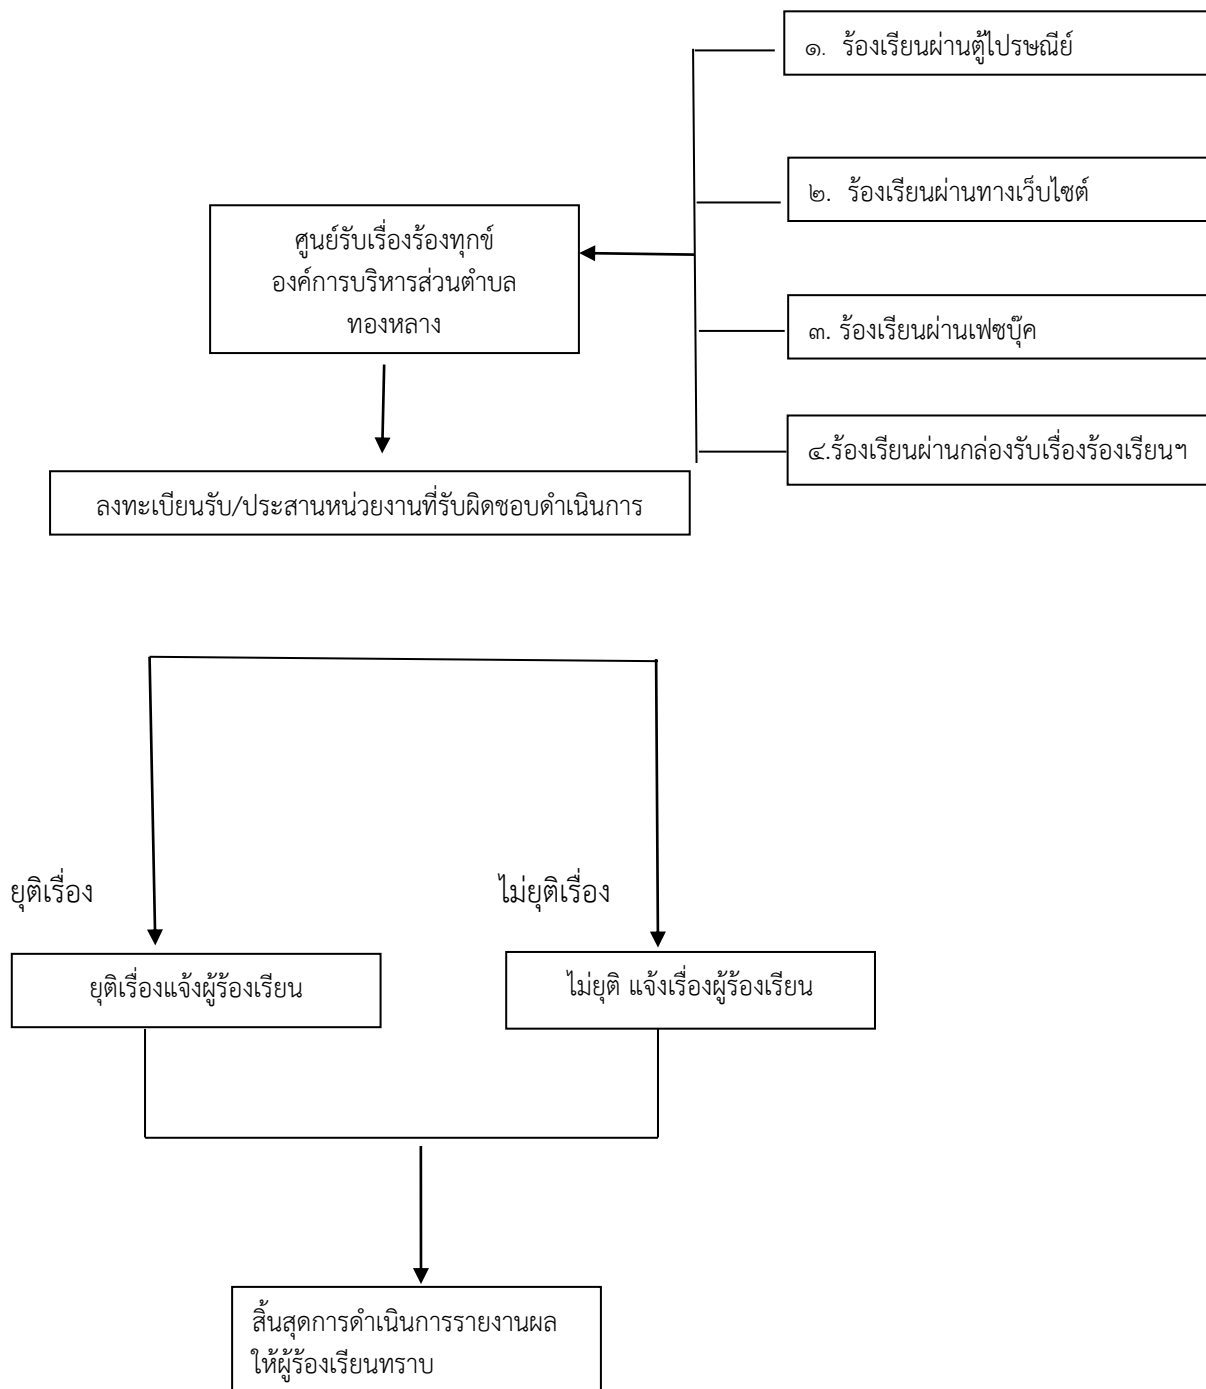 ๑. ร้องเรียนผ่านตู้ไปรษณีย์
๒. ร้องเรียนผ่านทางเว็บไซต์
ศูนย์รับเรื่องร้องทุกข์
องค์การบริหารส่วนตำบล
ทองหลาง
๓. ร้องเรียนผ่านเฟซบุ๊ค
๔.ร้องเรียนผ่านกล่องรับเรื่องร้องเรียนฯ
ลงทะเบียนรับ/ประสานหน่วยงานที่รับผิดชอบดำเนินการ
ยุติเรื่อง
ไม่ยุติเรื่อง
ยุติเรื่องแจ้งผู้ร้องเรียน
ไม่ยุติ แจ้งเรื่องผู้ร้องเรียน
สิ้นสุดการดำเนินการรายงานผล
ให้ผู้ร้องเรียนทราบ